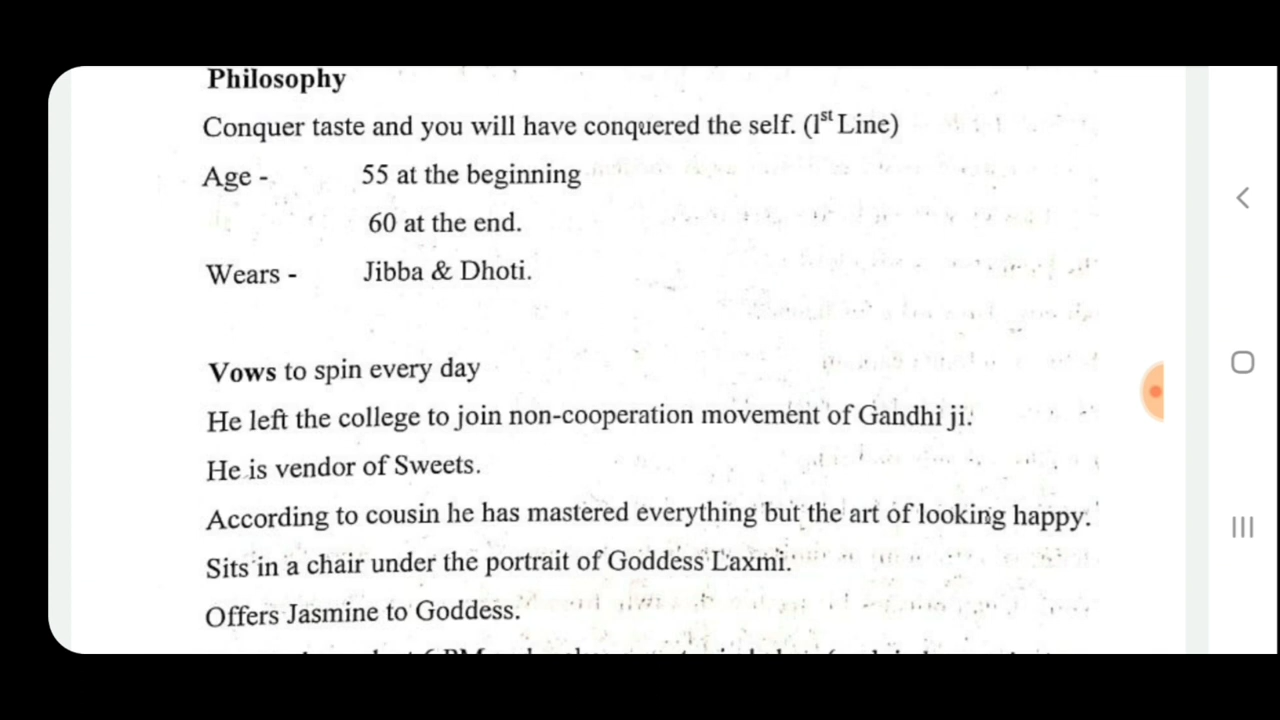 Philosophy
Conquer taste and you will have conquered the self. (1st Line)
Age - 55 at the beginning
60 at the end.
Wears - Jibba & Dhoti.
Vows to spin every day
He left the college to join non-cooperation movement of Gandhi ji.
He is vendor of Sweets.
According to cousin he has mastered everything but the art of looking happy.
Sits in a chair under the portrait of Goddess Laxmi.
Offers Jasmine to Goddess.